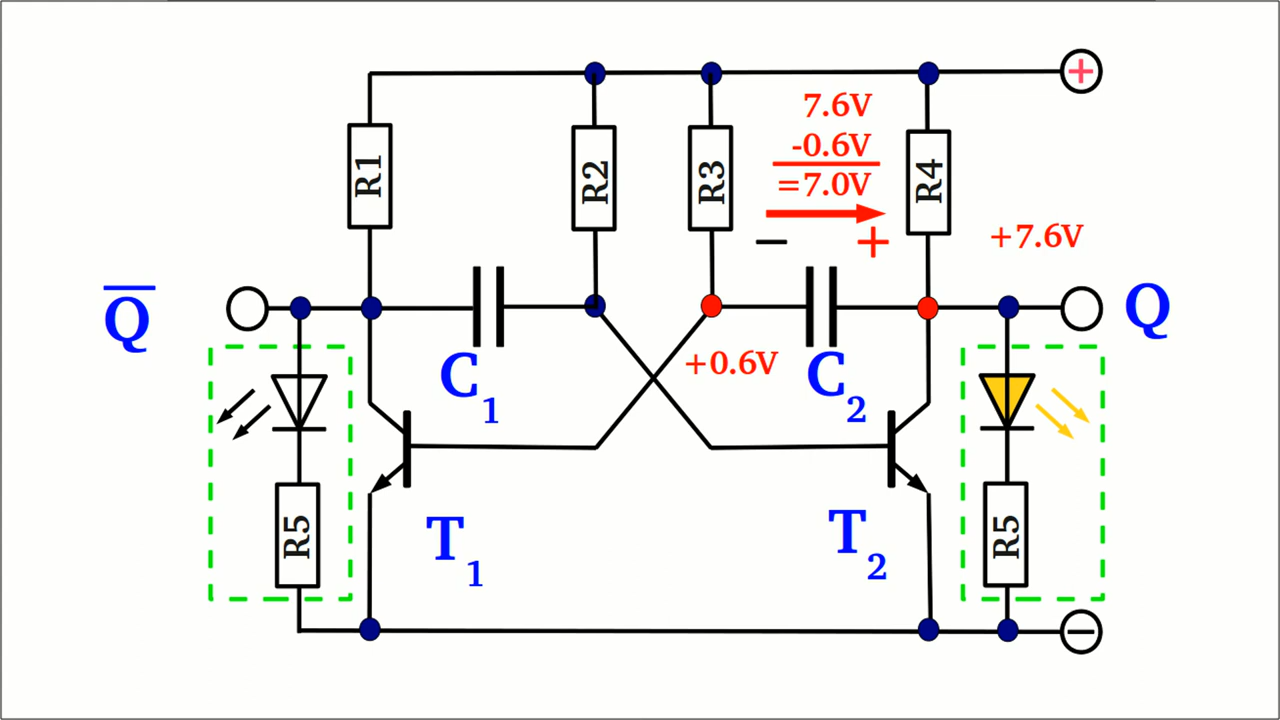 +
7.6V
-0.6V
=7.0V
R1
R2
R3
R4
− +
+7.6V
Q̅
Q
+0.6V
C1
C2
T1
T2
R5
R5
−